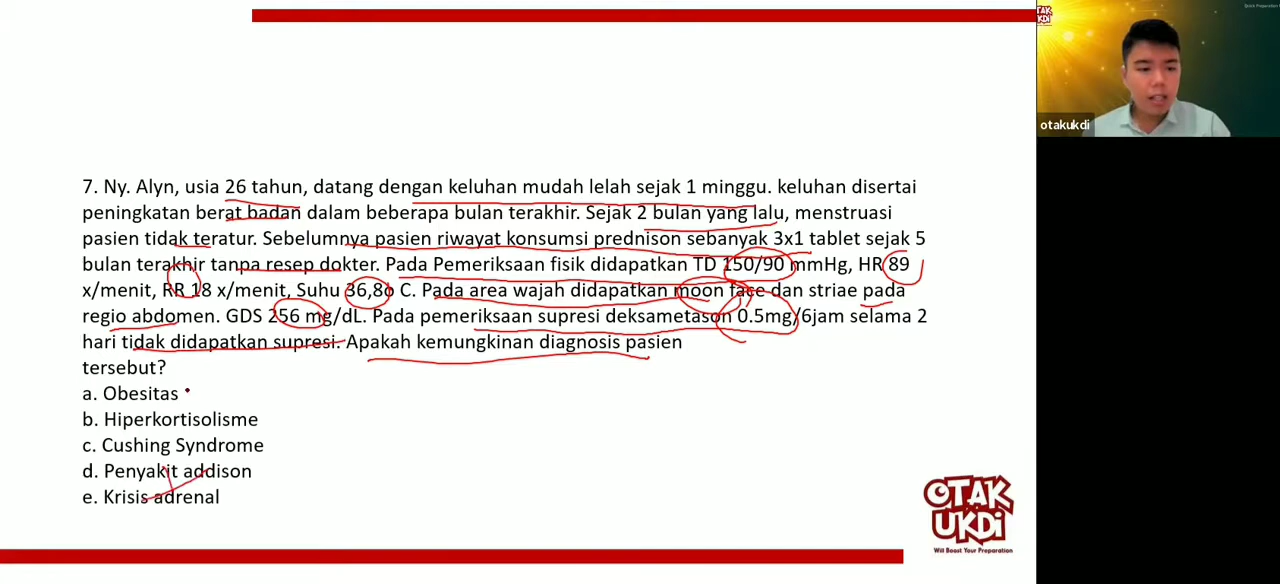 7. Ny. Alyn, usia 26 tahun, datang dengan keluhan mudah lelah sejak 1 minggu. keluhan disertai
peningkatan berat badan dalam beberapa bulan terakhir. Sejak 2 bulan yang lalu, menstruasi
pasien tidak teratur. Sebelumnya pasien riwayat konsumsi prednison sebanyak 3x1 tablet sejak 5
bulan terakhir tanpa resep dokter. Pada Pemeriksaan fisik didapatkan TD 150/90 mmHg, HR 89
x/menit, RR 18 x/menit, Suhu 36,8o C. Pada area wajah didapatkan moon face dan striae pada
regio abdomen. GDS 256 mg/dL. Pada pemeriksaan supresi deksametason 0.5mg/6jam selama 2
hari tidak didapatkan supresi. Apakah kemungkinan diagnosis pasien
tersebut?
a. Obesitas
b. Hiperkortisolisme
c. Cushing Syndrome
d. Penyakit addison
e. Krisis adrenal
OTAK
UKDi
Will Boost Your Preparation
otakukdi